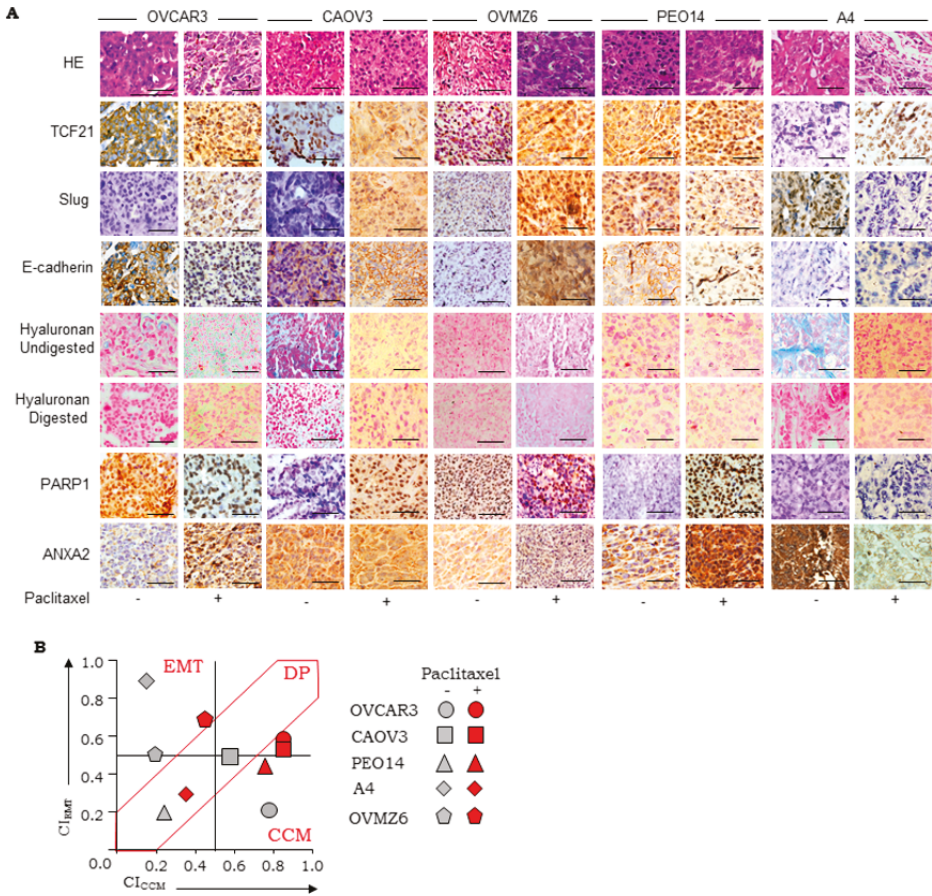 A
OVCAR3 CAOV3 OVMZ6 PEO14 A4
HE
TCF21
Slug
E-cadherin
Hyaluronan
Undigested
Hyaluronan
Digested
PARP1
ANXA2
Paclitaxel - + - + - + - + - +
B
CI_EMT
1.0
0.8
0.6
0.4
0.2
0.0 0.2 0.4 0.6 0.8 1.0
CI_CCM
EMT
DP
CCM
Paclitaxel
- +
OVCAR3
CAOV3
PEO14
A4
OVMZ6